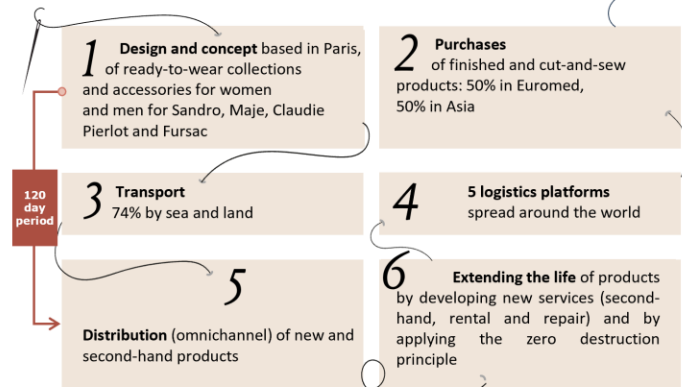 1 Design and concept based in Paris,
of ready-to-wear collections
and accessories for women
and men for Sandro, Maje, Claudie
Pierlot and Fursac
2 Purchases
of finished and cut-and-sew
products: 50% in Euromed,
50% in Asia
120
day
period
3 Transport
74% by sea and land
4 5 logistics platforms
spread around the world
5
Distribution (omnichannel) of new and
second-hand products
6 Extending the life of products
by developing new services (second-
hand, rental and repair) and by
applying the zero destruction
principle